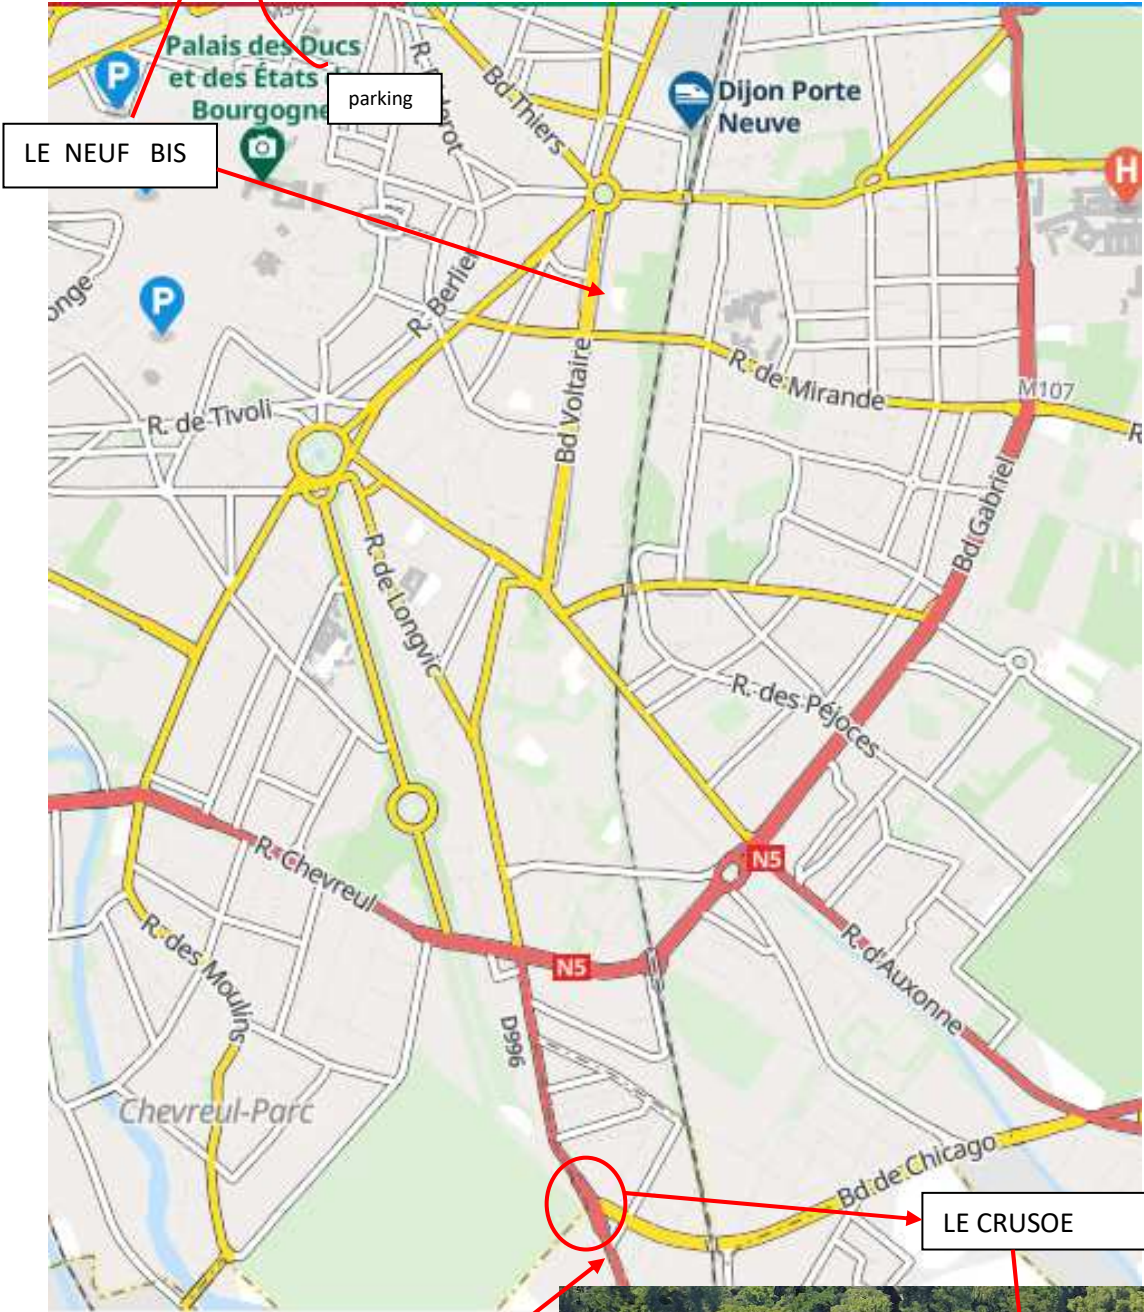 Palais des Ducs
et des États
Bourgogne
P
parking
LE NEUF BIS
Bd Thiers
Dijon Porte
Neuve
H
R. Berlier
P
R. de Tivoli
Bd Voltaire
R. de Mirande
M107
R.
Bd Gabriel
R. de Longvic
R. des Péjoces
N5
R. Chevreul
R. d'Auxonne
R. des Moulins
N5
D996
Chevreul-Parc
Bd de Chicago
LE CRUSOE